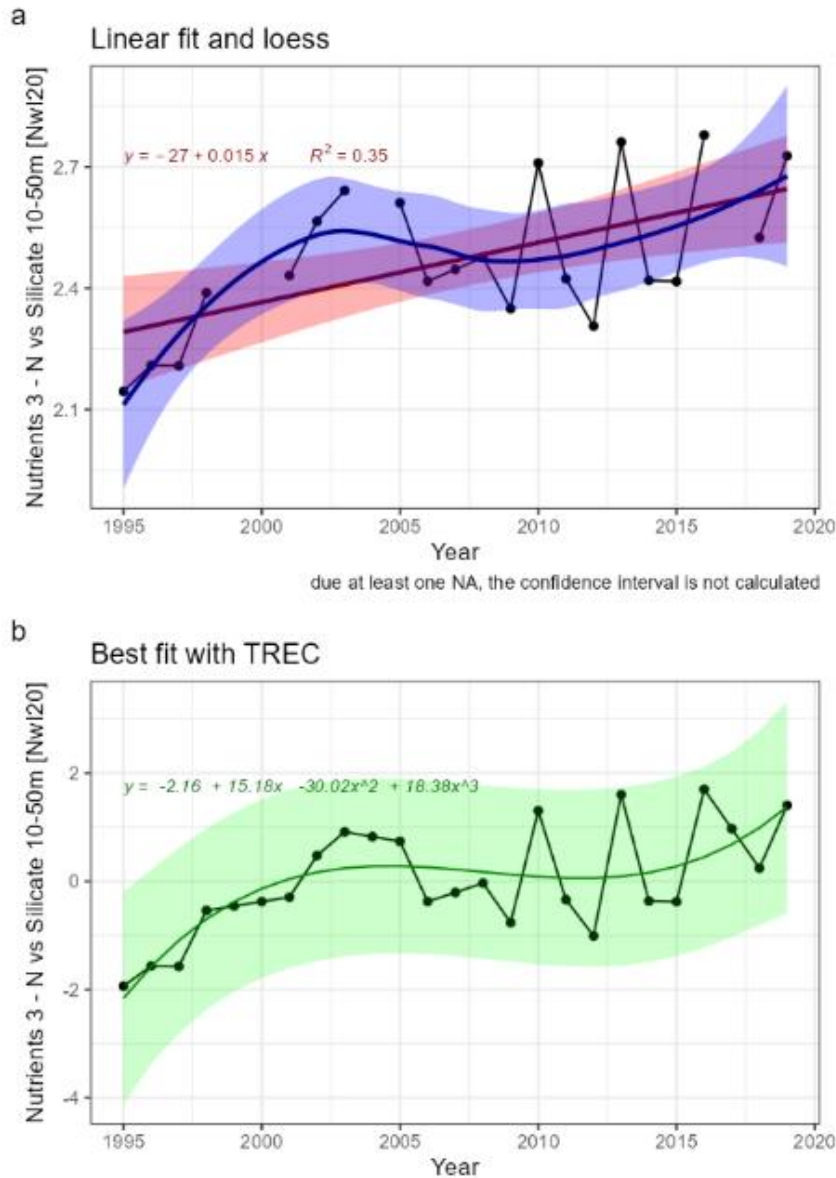 a
Linear fit and loess
Nutrients 3 - N vs Silicate 10-50m [NwI20]
y = − 27 + 0.015 x R² = 0.35
2.7
2.4
2.1
1995 2000 2005 2010 2015 2020
Year
due at least one NA, the confidence interval is not calculated
b
Best fit with TREC
Nutrients 3 - N vs Silicate 10-50m [NwI20]
y = -2.16 + 15.18x -30.02x^2 + 18.38x^3
2
0
-2
-4
1995 2000 2005 2010 2015 2020
Year